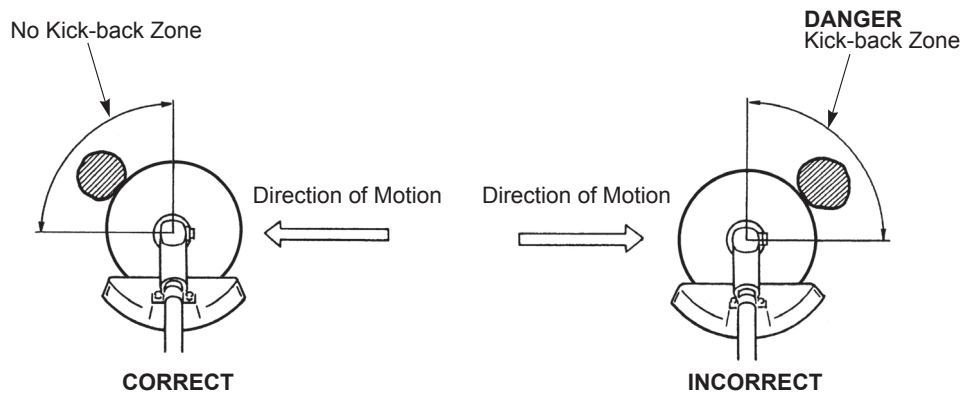 No Kick-back Zone
DANGER
Kick-back Zone
Direction of Motion
Direction of Motion
CORRECT
INCORRECT